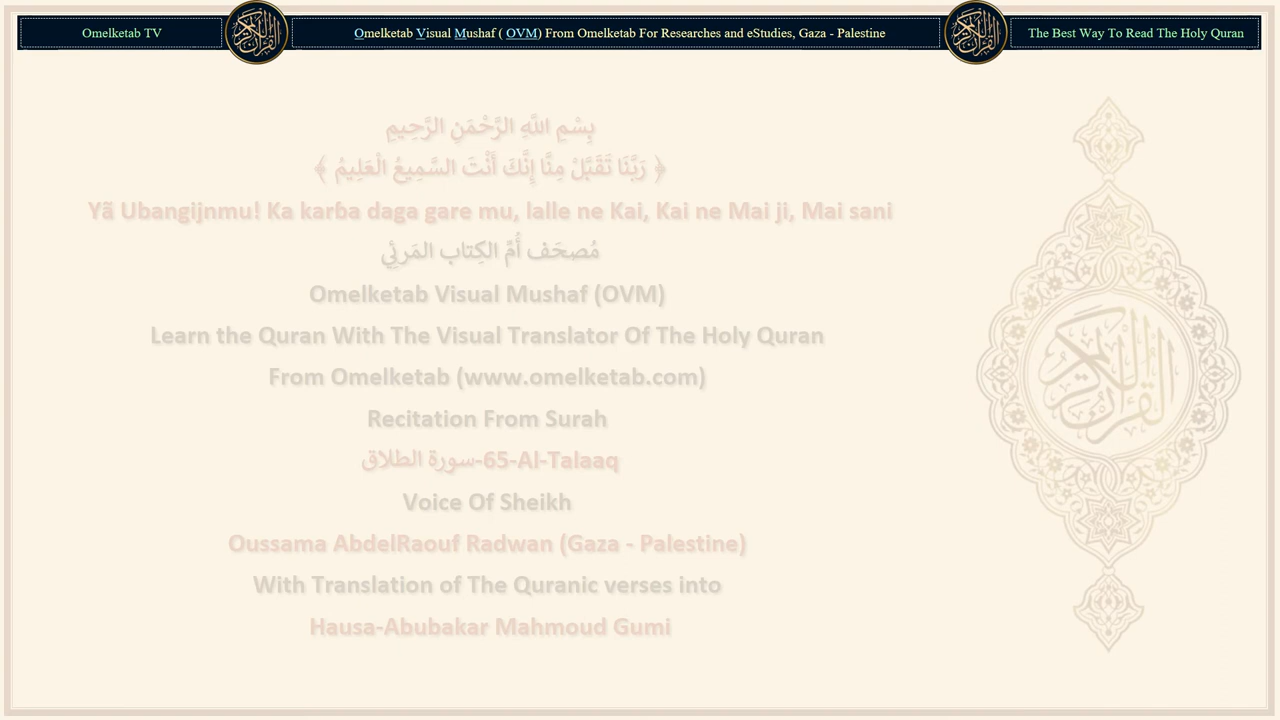 Omelketab TV
Omelketab Visual Mushaf ( OVM) From Omelketab For Researches and eStudies, Gaza - Palestine
The Best Way To Read The Holy Quran
بِسْمِ اللَّهِ الرَّحْمَنِ الرَّحِيمِ
﴿ رَبَّنَا تَقَبَّلْ مِنَّا إِنَّكَ أَنْتَ السَّمِيعُ الْعَلِيمُ ﴾
Yã Ubangijnmu! Ka karɓa daga gare mu, lalle ne Kai, Kai ne Mai ji, Mai sani
مُصحَف أُمِّ الكِتاب المَرئِي
Omelketab Visual Mushaf (OVM)
Learn the Quran With The Visual Translator Of The Holy Quran
From Omelketab (www.omelketab.com)
Recitation From Surah
سورة الطلاق-65-Al-Talaaq
Voice Of Sheikh
Oussama AbdelRaouf Radwan (Gaza - Palestine)
With Translation of The Quranic verses into
Hausa-Abubakar Mahmoud Gumi
القرآن الكريم